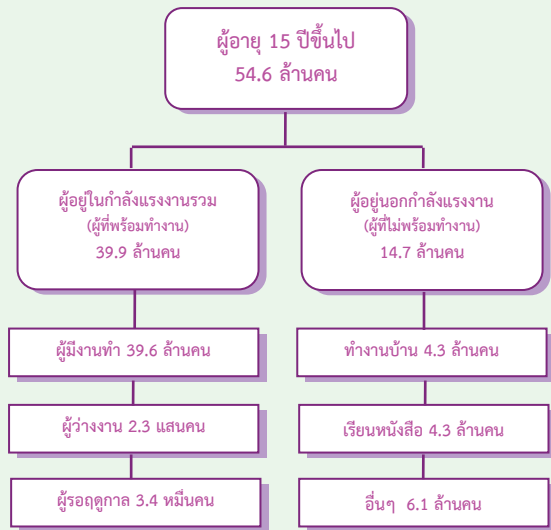 ผู้อายุ 15 ปีขึ้นไป
54.6 ล้านคน
ผู้อยู่ในกำลังแรงงานรวม
(ผู้ที่พร้อมทำงาน)
39.9 ล้านคน
ผู้อยู่นอกกำลังแรงงาน
(ผู้ที่ไม่พร้อมทำงาน)
14.7 ล้านคน
ผู้มีงานทำ 39.6 ล้านคน
ผู้ว่างงาน 2.3 แสนคน
ผู้รอฤดูกาล 3.4 หมื่นคน
ทำงานบ้าน 4.3 ล้านคน
เรียนหนังสือ 4.3 ล้านคน
อื่นๆ 6.1 ล้านคน